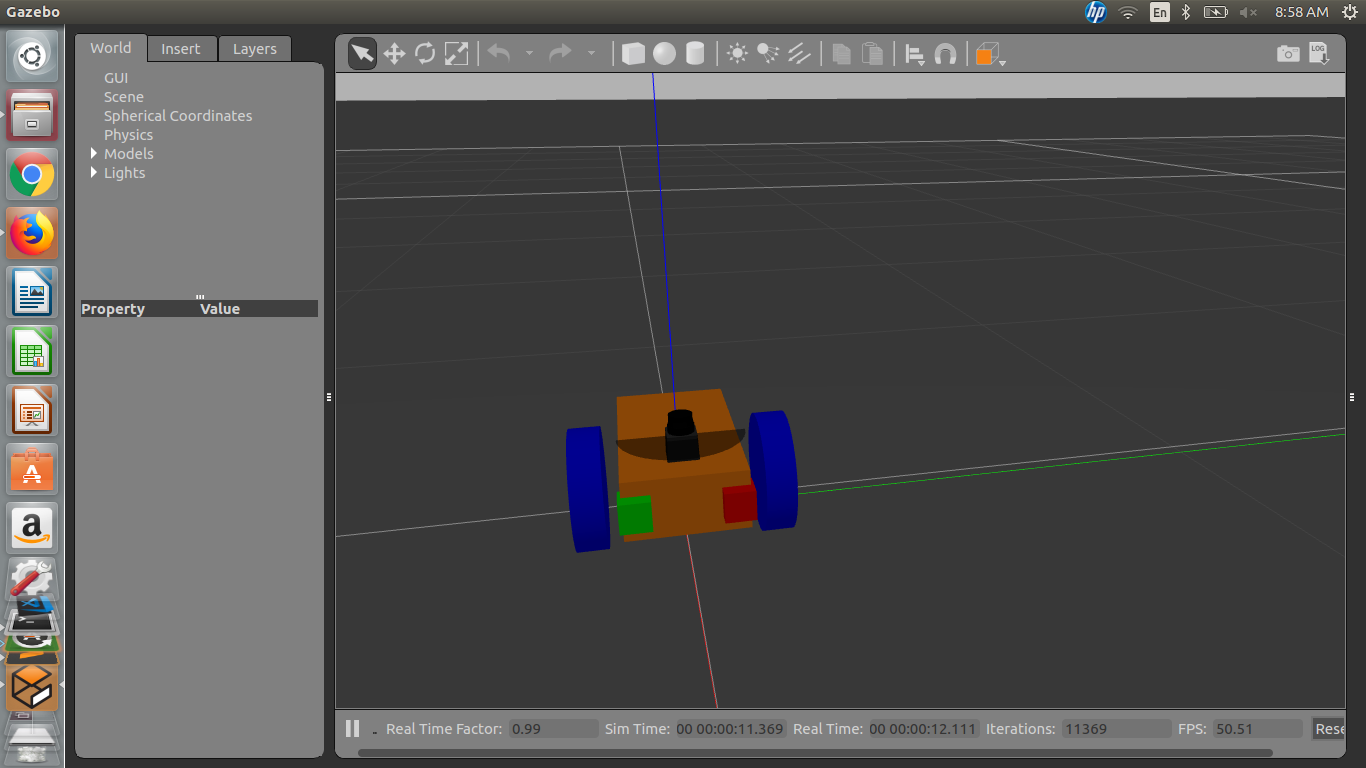 Gazebo
hp
En
8:58 AM
World Insert Layers
LOG
GUI
Scene
Spherical Coordinates
Physics
Models
Lights
Property Value
Real Time Factor: 0.99 Sim Time: 00 00:00:11.369 Real Time: 00 00:00:12.111 Iterations: 11369 FPS: 50.51 Rese